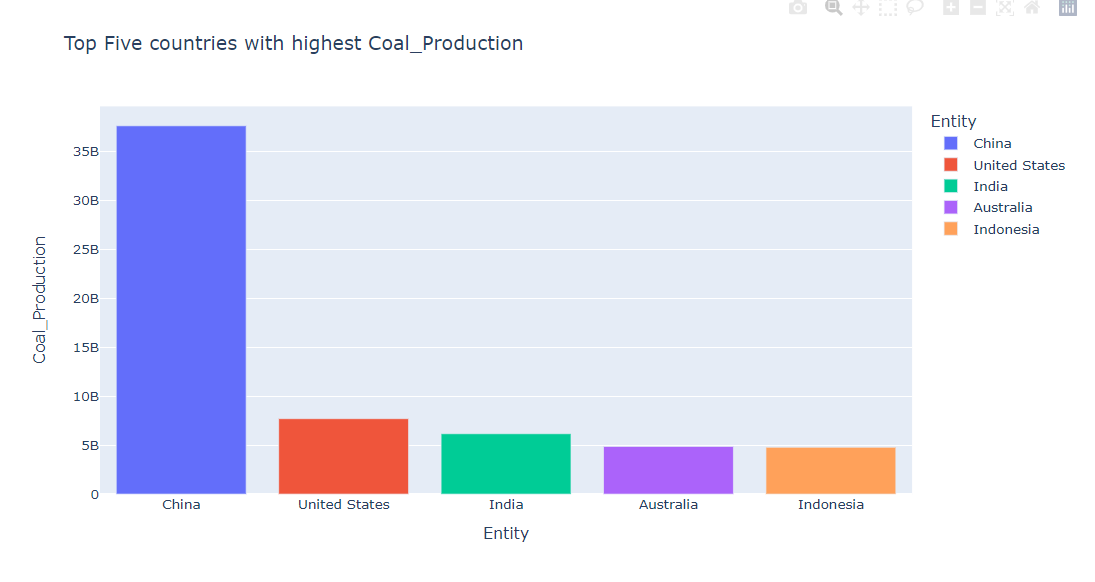 Top Five countries with highest Coal_Production
Coal_Production
35B
30B
25B
20B
15B
10B
5B
0
China
United States
India
Australia
Indonesia
Entity
Entity
China
United States
India
Australia
Indonesia